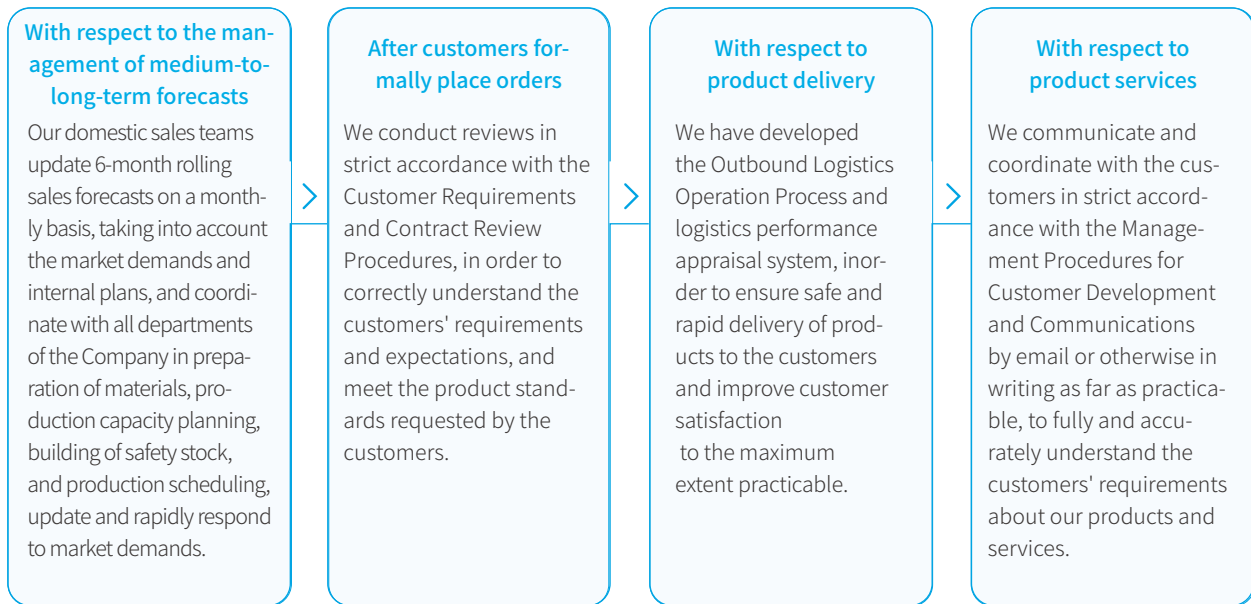 With respect to the man-
agement of medium-to-
long-term forecasts
Our domestic sales teams
update 6-month rolling
sales forecasts on a month-
ly basis, taking into account
the market demands and
internal plans, and coordi-
nate with all departments
of the Company in prepa-
ration of materials, pro-
duction capacity planning,
building of safety stock,
and production scheduling,
update and rapidly respond
to market demands.
After customers for-
mally place orders
We conduct reviews in
strict accordance with the
Customer Requirements
and Contract Review
Procedures, in order to
correctly understand the
customers' requirements
and expectations, and
meet the product stand-
ards requested by the
customers.
With respect to
product delivery
We have developed
the Outbound Logistics
Operation Process and
logistics performance
appraisal system, inor-
der to ensure safe and
rapid delivery of prod-
ucts to the customers
and improve customer
satisfaction
to the maximum
extent practicable.
With respect to
product services
We communicate and
coordinate with the cus-
tomers in strict accord-
ance with the Manage-
ment Procedures for
Customer Development
and Communications
by email or otherwise in
writing as far as practica-
ble, to fully and accu-
rately understand the
customers' requirements
about our products and
services.